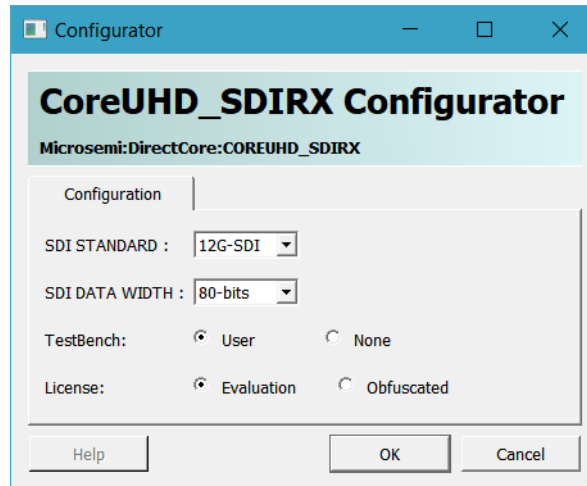 Configurator
CoreUHD_SDIRX Configurator
Microsemi:DirectCore:COREUHD_SDIRX
Configuration
SDI STANDARD : 12G-SDI
SDI DATA WIDTH : 80-bits
TestBench: User None
License: Evaluation Obfuscated
Help OK Cancel